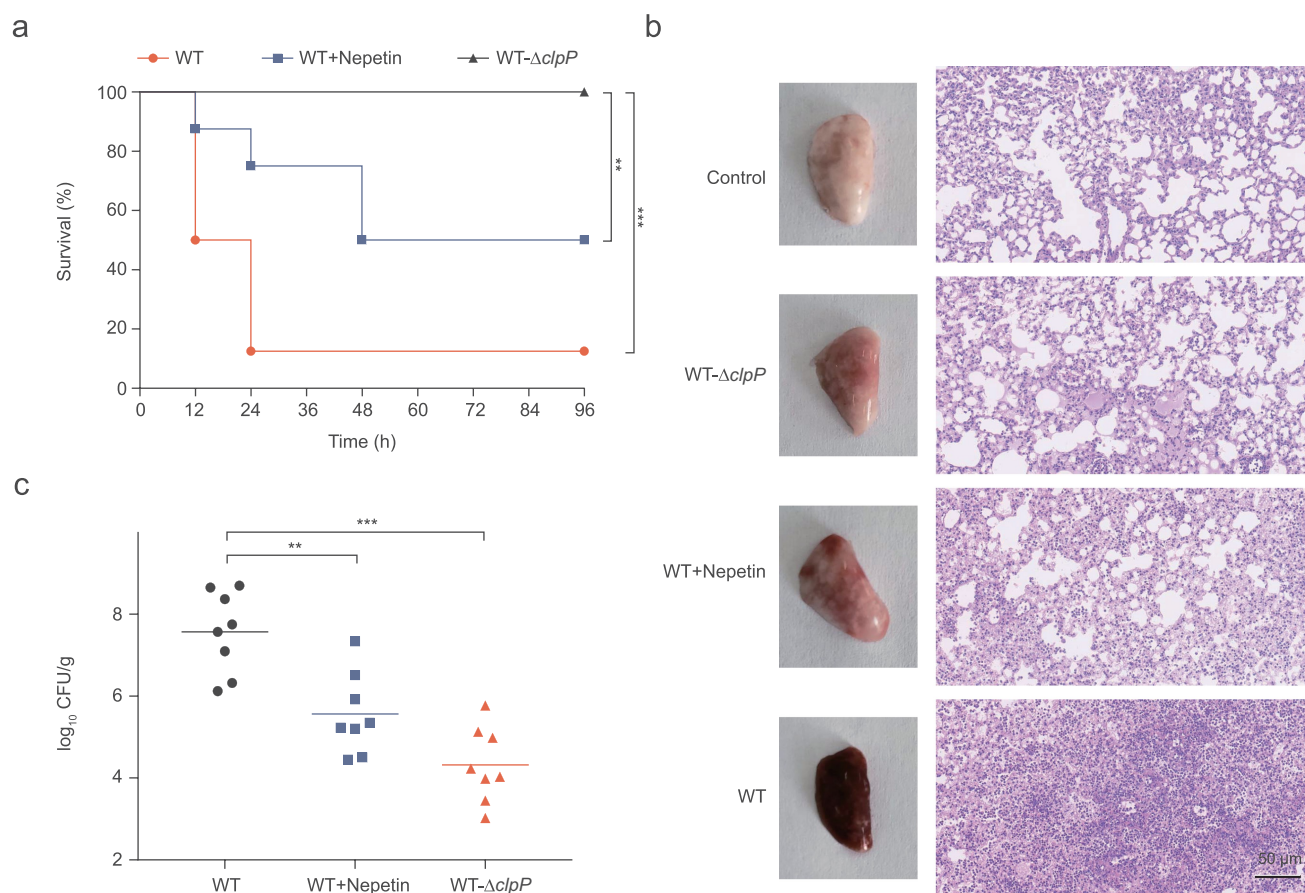 a
WT WT+Nepetin WT-ΔclpP
100
80
60
40
20
0
Survival (%)
0 12 24 36 48 60 72 84 96
Time (h)
**
***
b
Control
WT-ΔclpP
WT+Nepetin
WT
50 μm
c
***
**
8
6
4
2
log₁₀ CFU/g
WT WT+Nepetin WT-ΔclpP